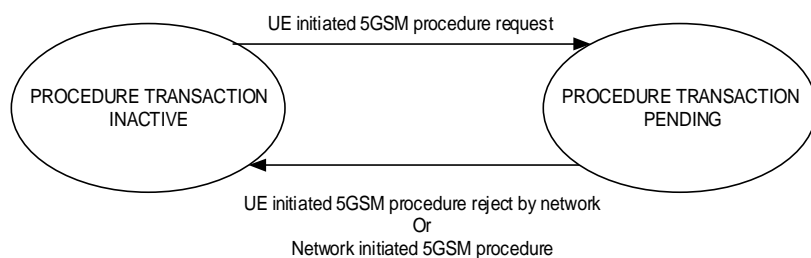 UE initiated 5GSM procedure request
PROCEDURE TRANSACTION
INACTIVE
PROCEDURE TRANSACTION
PENDING
UE initiated 5GSM procedure reject by network
Or
Network initiated 5GSM procedure